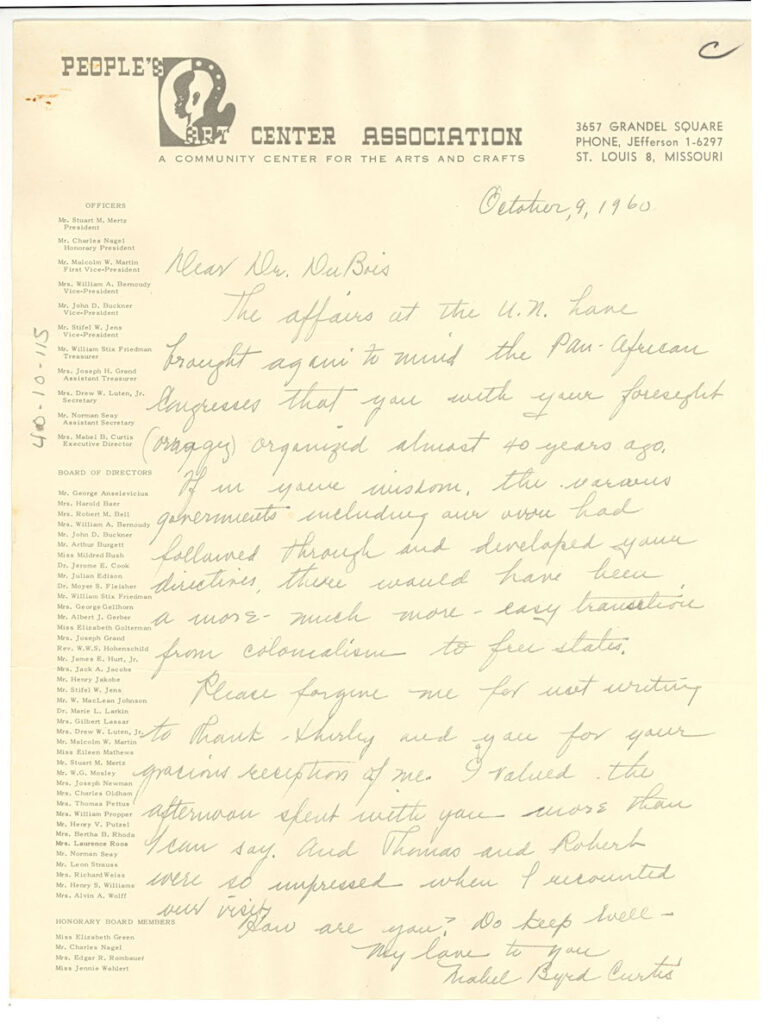 C
PEOPLE'S
ART CENTER ASSOCIATION
A COMMUNITY CENTER FOR THE ARTS AND CRAFTS
3657 GRANDEL SQUARE
PHONE, JEfferson 1-6297
ST. LOUIS 8, MISSOURI
OFFICERS
Mr. Stuart M. Mertz
President
Mr. Charles Nagel
Honorary President
Mr. Malcolm W. Martin
First Vice-President
Mrs. William A. Bernoudy
Vice-President
Mr. John D. Buckner
Vice-President
Mr. Stifel W. Jens
Vice-President
Mr. William Stix Friedman
Treasurer
Mrs. Joseph H. Grand
Assistant Treasurer
Mrs. Drew W. Luten, Jr.
Secretary
Mr. Norman Seay
Assistant Secretary
Mrs. Mabel B. Curtis
Executive Director
BOARD OF DIRECTORS
Mr. George Anselevicius
Mrs. Harold Baer
Mrs. Robert M. Bell
Mrs. William A. Bernoudy
Mr. John D. Buckner
Mr. Arthur Burgett
Miss Mildred Bush
Dr. Jerome E. Cook
Mr. Julian Edison
Dr. Moyer S. Fleisher
Mr. William Stix Friedman
Mrs. George Gellhorn
Mr. Albert J. Gerber
Miss Elizabeth Golterman
Mrs. Joseph Grand
Rev. W.W.S. Hohenschild
Mr. James E. Hurt, Jr.
Mrs. Jack A. Jacobs
Mr. Henry Jakobe
Mr. Stifel W. Jens
Mr. W. MacLean Johnson
Dr. Marie L. Larkin
Mrs. Gilbert Lassar
Mrs. Drew W. Luten, Jr.
Mr. Malcolm W. Martin
Miss Eileen Mathews
Mr. Stuart M. Mertz
Mr. W.G. Mosley
Mrs. Joseph Newman
Mrs. Charles Oldham
Mrs. Thomas Pettus
Mrs. William Propper
Mr. Henry V. Putzel
Mrs. Bertha B. Rhoda
Mrs. Laurence Roos
Mr. Norman Seay
Mr. Leon Strauss
Mrs. Richard Weiss
Mr. Henry S. Williams
Mrs. Alvin A. Wolff
HONORARY BOARD MEMBERS
Miss Elizabeth Green
Mr. Charles Nagel
Mrs. Edgar R. Rombauer
Miss Jennie Wahlert
40-10-115
October, 9, 1960
Dear Dr. DuBois
The affairs at the U.N. have
brought again to mind the Pan-African
Congresses that you with your foresight
organized almost 40 years ago.
If in your wisdom, the various
governments including our own had
followed through and developed your
directives, there would have been
a more - much more - easy transition
from colonialism to free states.
Please forgive me for not writing
to thank Shirley and you for your
gracious reception of me. I valued the
afternoon spent with you more than
I can say. And Thomas and Robert
were so impressed when I recounted
our visit.
How are you? Do keep well -
My love to you
Mabel Byrd Curtis